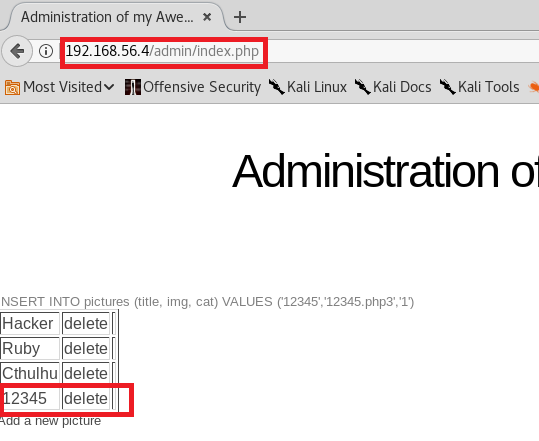 Administration of my Awe... × +
192.168.56.4/admin/index.php
Most Visited Offensive Security Kali Linux Kali Docs Kali Tools
Administration of
NSERT INTO pictures (title, img, cat) VALUES ('12345','12345.php3','1')
Hacker delete
Ruby delete
Cthulhu delete
12345 delete
Add a new picture